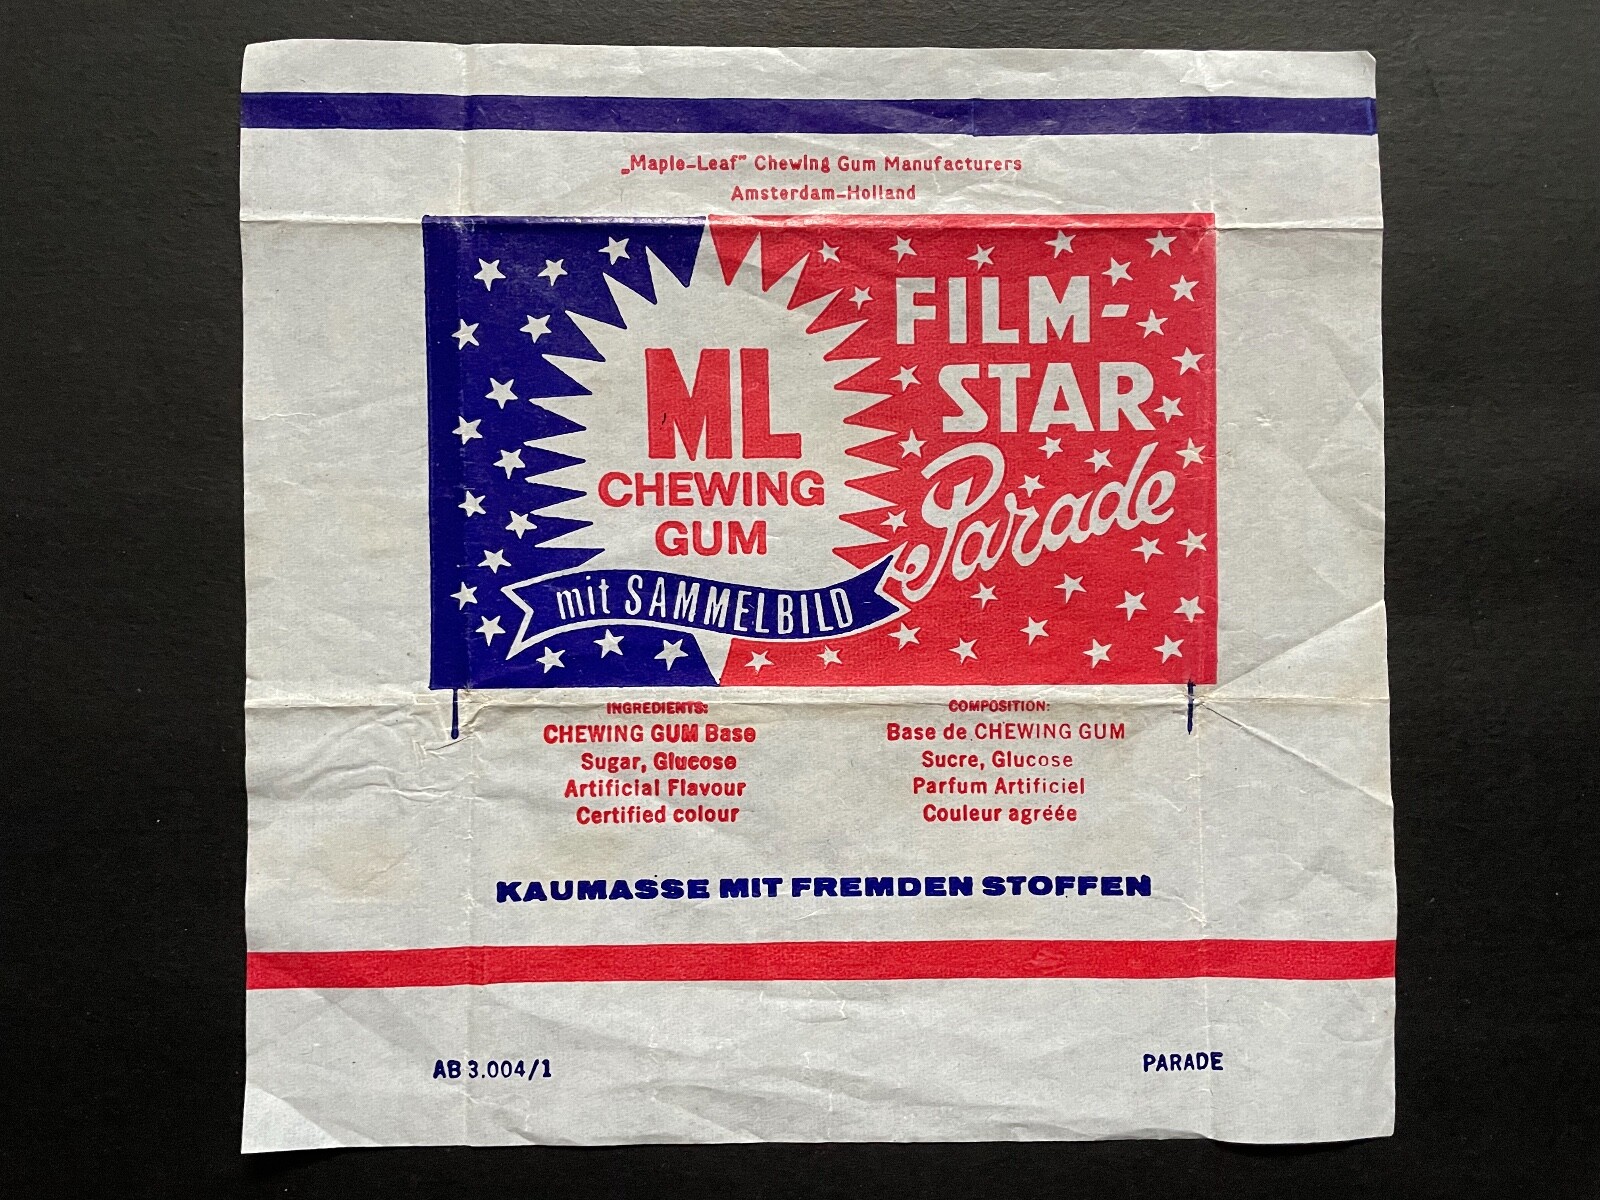 „Maple-Leaf” Chewing Gum Manufacturers
Amsterdam-Holland
ML
CHEWING
GUM
mit SAMMELBILD
FILM-
STAR
Parade
INGREDIENTS:
CHEWING GUM Base
Sugar, Glucose
Artificial Flavour
Certified colour
COMPOSITION:
Base de CHEWING GUM
Sucre, Glucose
Parfum Artificiel
Couleur agréée
KAUMASSE MIT FREMDEN STOFFEN
AB 3.004/1
PARADE